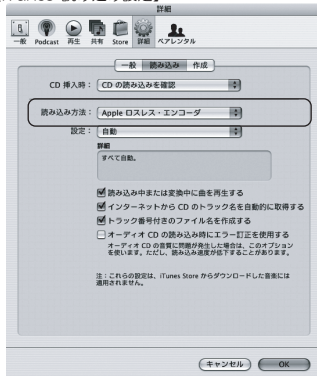 詳細
一般 Podcast 再生 共有 Store 詳細 ペアレンタル
一般 読み込み 作成
CD 挿入時： CD の読み込みを確認
読み込み方法： Apple ロスレス・エンコーダ
設定： 自動
詳細
すべて自動。
読み込み中または変換中に曲を再生する
インターネットから CD のトラック名を自動的に取得する
トラック番号付きのファイル名を作成する
オーディオ CD の読み込み時にエラー訂正を使用する
オーディオ CD の音質に問題が発生した場合は、このオプション
を使います。ただし、読み込み速度が低下することがあります。
注：これらの設定は、iTunes Store からダウンロードした音楽には
適用されません。
キャンセル OK